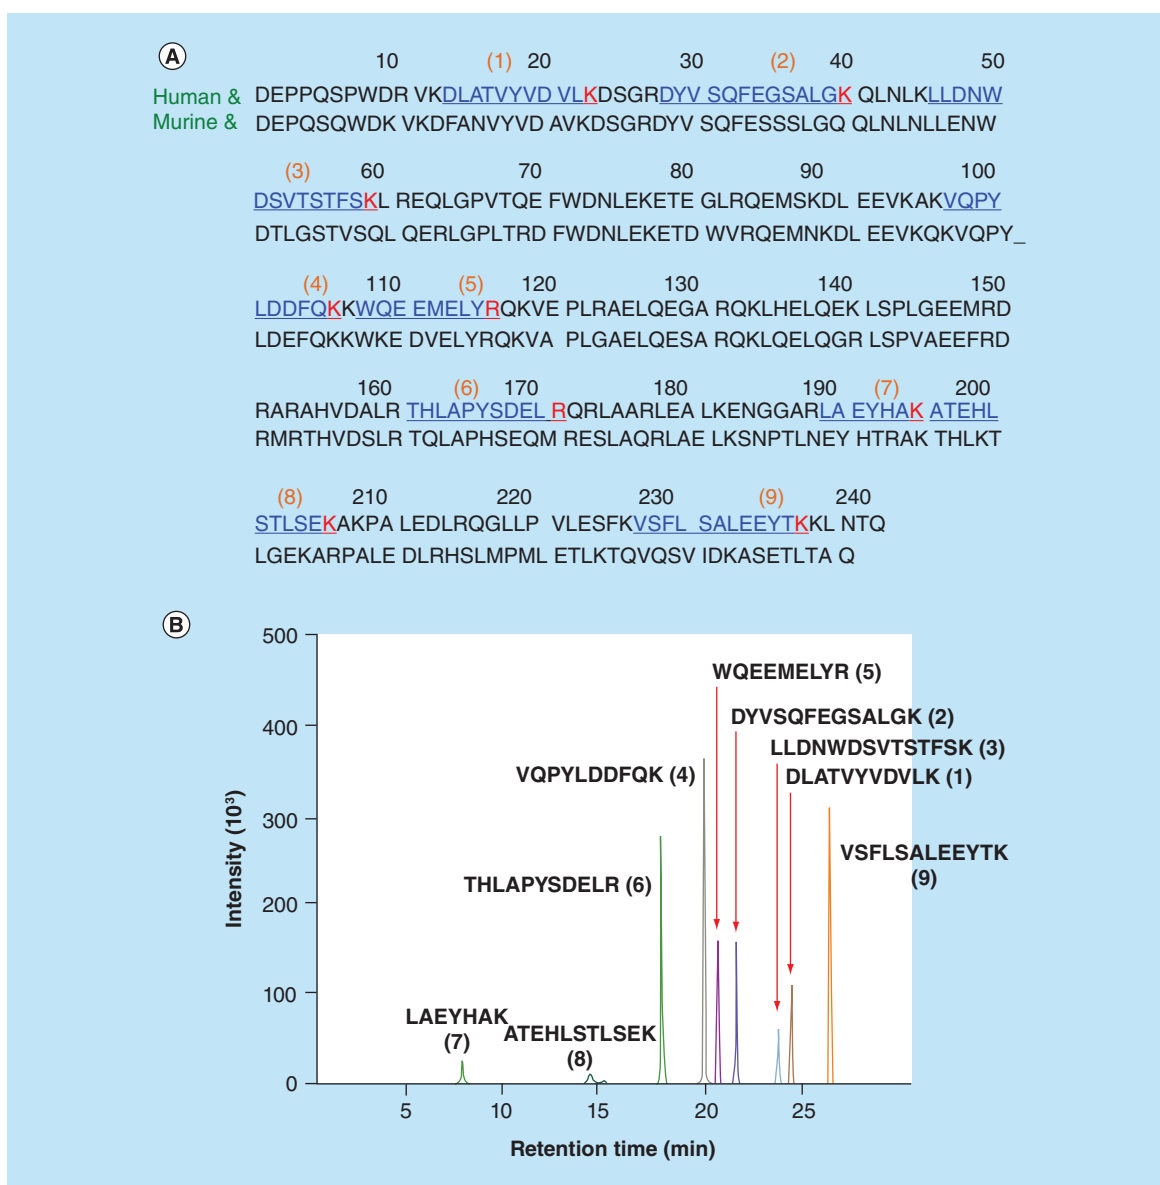 A
10 (1) 20 30 (2) 40 50
Human & DEPPQSPWDR VKDLATVYVD VLKDSGRDYV SQFEGSALGK QLNLKLLDNW
Murine & DEPQSQWDK VKDFANVYVD AVKDSGRDYV SQFESSSLGQ QLNLNLLENW
(3) 60 70 80 90 100
DSVTSTFSKL REQLGPVTQE FWDNLEKETE GLRQEMSKDL EEVKAKVQPY
DTLGSTVSQL QERLGPLTRD FWDNLEKETD WVRQEMNKDL EEVKQKVQPY_
(4) 110 (5) 120 130 140 150
LDDFQKKWQE EMELYRQKVE PLRAELQEGA RQKLHELQEK LSPLGEEMRD
LDEFQKKWKE DVELYRQKVA PLGAELQESA RQKLQELQGR LSPVAEEFRD
160 (6) 170 180 190 (7) 200
RARAHVDALR THLAPYSDEL RQRLAARLEA LKENGGARLA EYHAK ATEHL
RMRTHVDSLR TQLAPHSEQM RESLAQRLAE LKSNPTLNEY HTRAK THLKT
(8) 210 220 230 (9) 240
STLSEKAKPA LEDLRQGLLP VLESFKVSFL SALEEYTKKL NTQ
LGEKARPALE DLRHSLMPML ETLKTQVQSV IDKASETLTA Q
B
500
400
300
200
100
0
Intensity (10³)
WQEEMELYR (5)
DYVSQFEGSALGK (2)
LLDNWDSVTSTFSK (3)
VQPYLDDFQK (4)
DLATVYVDVLK (1)
VSFLSALEEYTK
(9)
THLAPYSDELR (6)
LAEYHAK
(7)
ATEHLSTLSEK
(8)
5 10 15 20 25
Retention time (min)